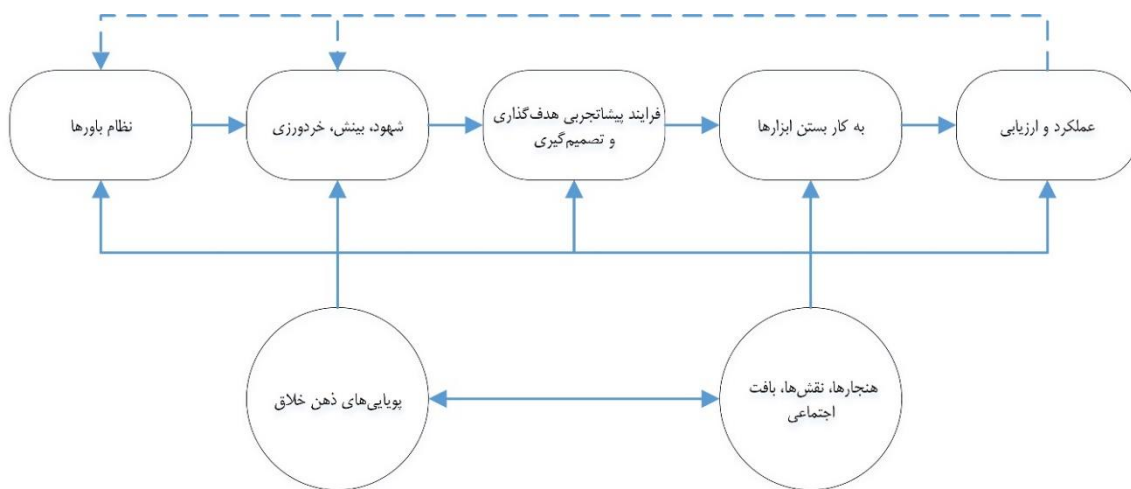 نظام باورها
شهود، بینش، خردورزی
فرایند پیشاتجربی هدف‌گذاری
و تصمیم‌گیری
به کار بستن ابزارها
عملکرد و ارزیابی
پویایی‌های ذهن خلاق
هنجارها، نقش‌ها، بافت
اجتماعی